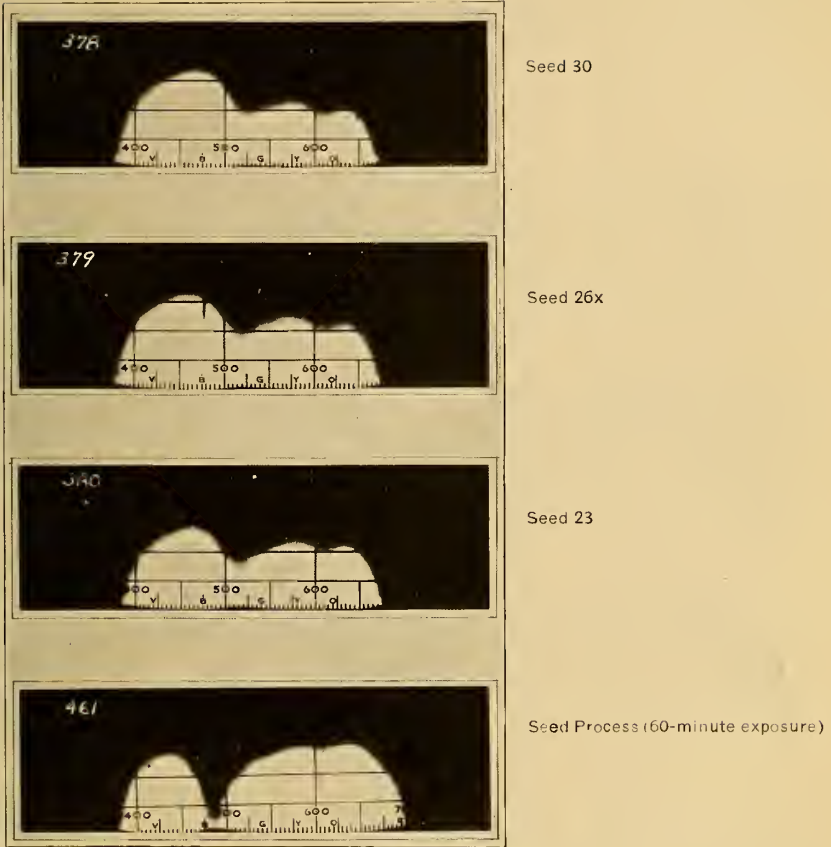 378
Seed 30
400 500 600
V B G Y O
379
Seed 26x
400 500 600
V B G Y O
380
Seed 23
500 600
V B G Y O
461
Seed Process (60-minute exposure)
400 600
G Y O